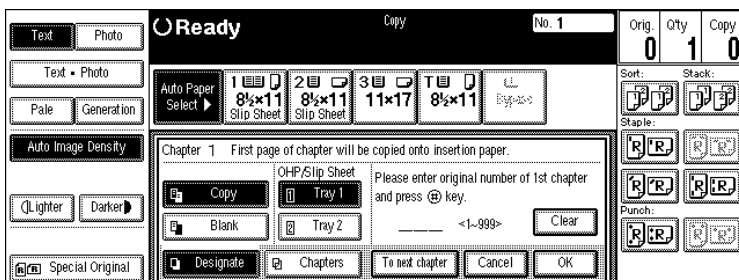 Text Photo
Text • Photo
Pale Generation
Auto Image Density
Lighter Darker
Special Original
Ready
Copy
No. 1
Auto Paper Select
1 8½×11 Slip Sheet
2 8½×11 Slip Sheet
3 11×17
T 8½×11
Bypass
Chapter 1 First page of chapter will be copied onto insertion paper.
OHP/Slip Sheet
Copy
Blank
1 Tray 1
2 Tray 2
Please enter original number of 1st chapter
and press # key.
___ <1~999> Clear
Designate Chapters To next chapter Cancel OK
Orig. Q'ty Copy
0 1 0
Sort: Stack:
Staple:
Punch: